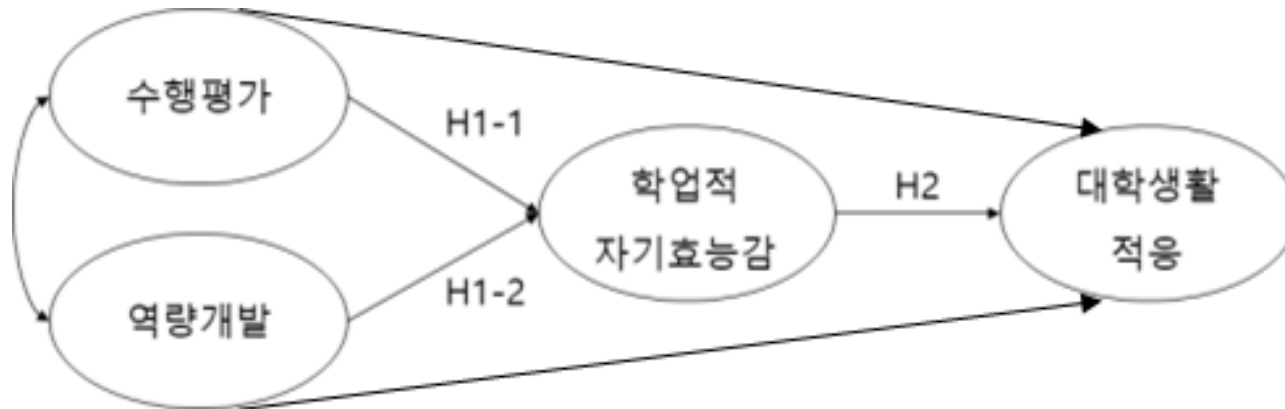 수행평가
H1-1
학업적
자기효능감
H2
대학생활
적응
역량개발
H1-2